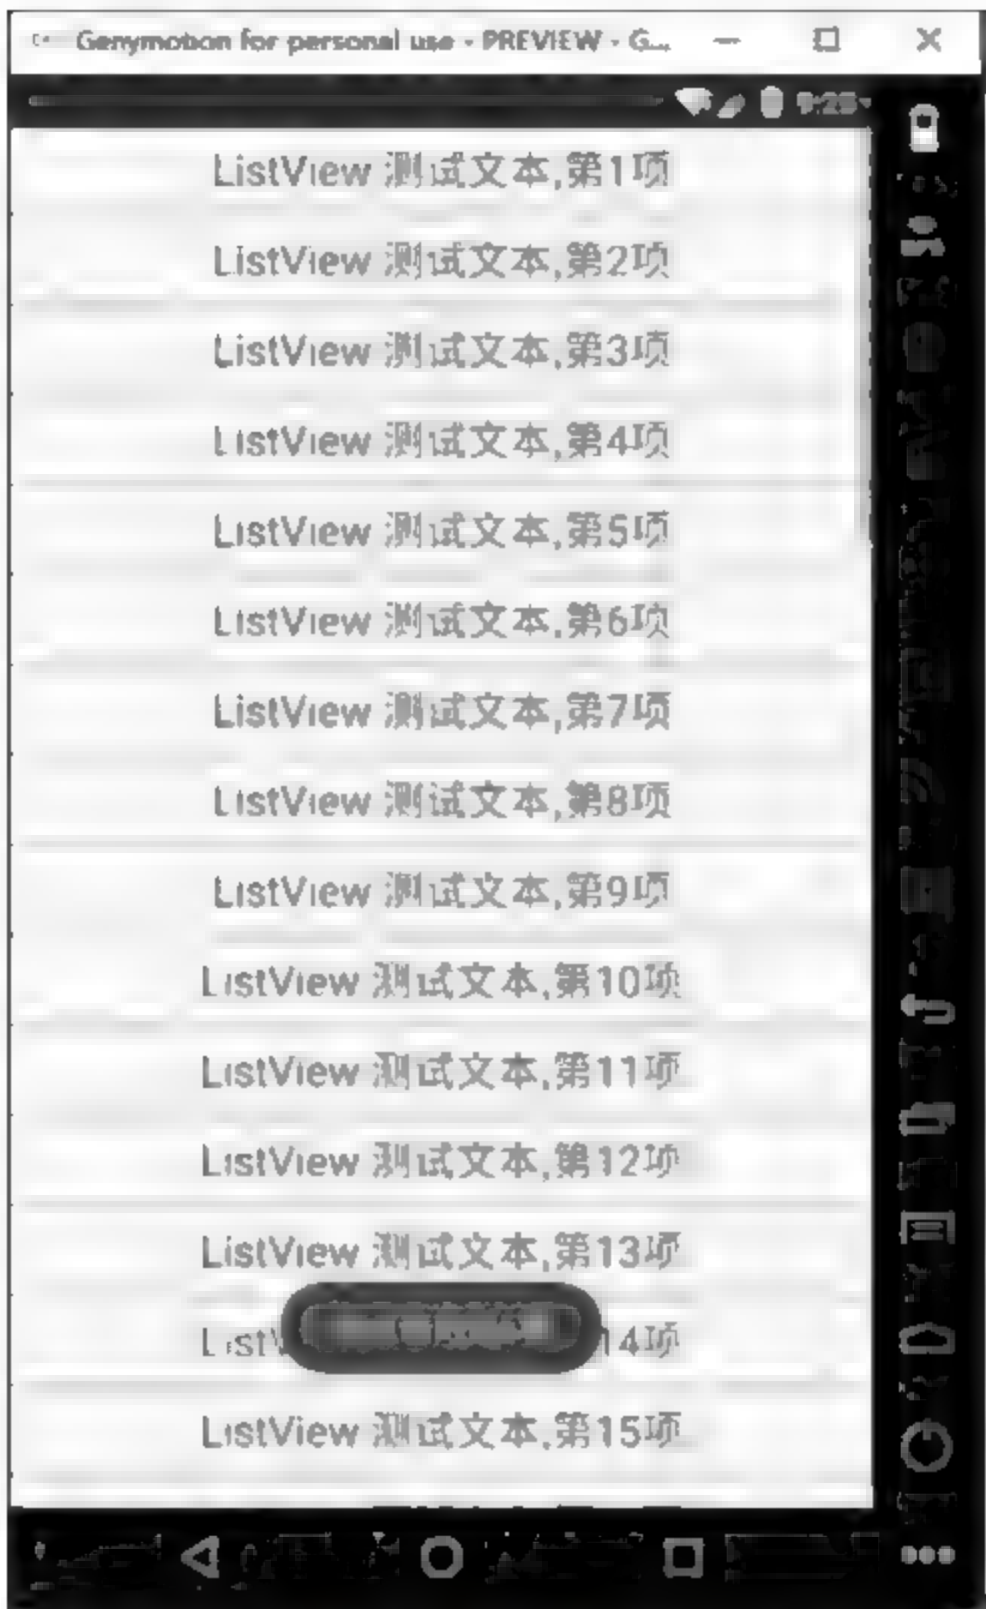 Genymotion for personal use - PREVIEW - G...
9:25
ListView 测试文本,第1项
ListView 测试文本,第2项
ListView 测试文本,第3项
ListView 测试文本,第4项
ListView 测试文本,第5项
ListView 测试文本,第6项
ListView 测试文本,第7项
ListView 测试文本,第8项
ListView 测试文本,第9项
ListView 测试文本,第10项
ListView 测试文本,第11项
ListView 测试文本,第12项
ListView 测试文本,第13项
ListV 14项
ListView 测试文本,第15项